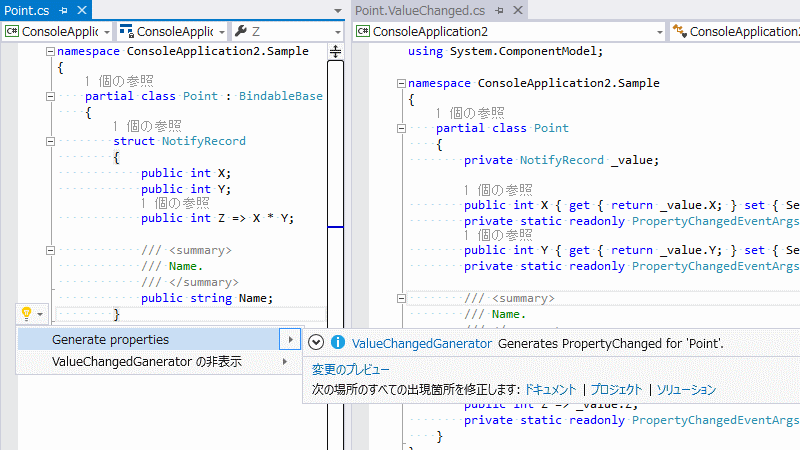 Point.cs
ConsoleApplic
ConsoleApplic
Z
namespace ConsoleApplication2.Sample
{
1 個の参照
partial class Point : BindableBase
{
1 個の参照
struct NotifyRecord
{
public int X;
public int Y;
1 個の参照
public int Z => X * Y;
/// <summary>
/// Name.
/// </summary>
public string Name;
}
Generate properties
ValueChangedGanerator の非表示
Point.ValueChanged.cs
ConsoleApplication2
ConsoleApplication2
using System.ComponentModel;
namespace ConsoleApplication2.Sample
{
1 個の参照
partial class Point
{
private NotifyRecord _value;
1 個の参照
public int X { get { return _value.X; } set { Se
private static readonly PropertyChangedEventArgs
1 個の参照
public int Y { get { return _value.Y; } set { Se
private static readonly PropertyChangedEventArgs
/// <summary>
/// Name.
ValueChangedGanerator Generates PropertyChanged for 'Point'.
変更のプレビュー
次の場所のすべての出現箇所を修正します: ドキュメント | プロジェクト | ソリューション
public int Z => _value.Z;
private static readonly PropertyChangedEventArgs
}